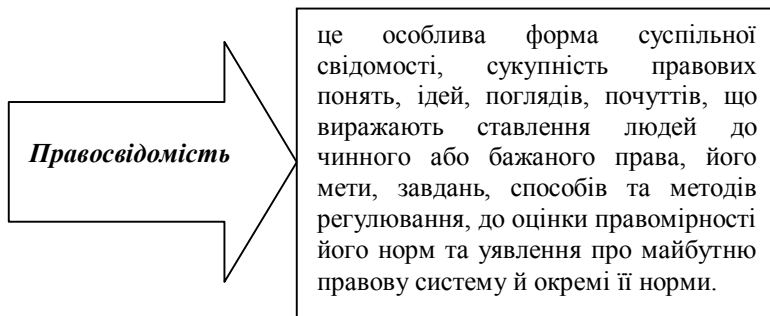 Правосвідомість
це особлива форма суспільної
свідомості, сукупність правових
понять, ідей, поглядів, почуттів, що
виражають ставлення людей до
чинного або бажаного права, його
мети, завдань, способів та методів
регулювання, до оцінки правомірності
його норм та уявлення про майбутню
правову систему й окремі її норми.